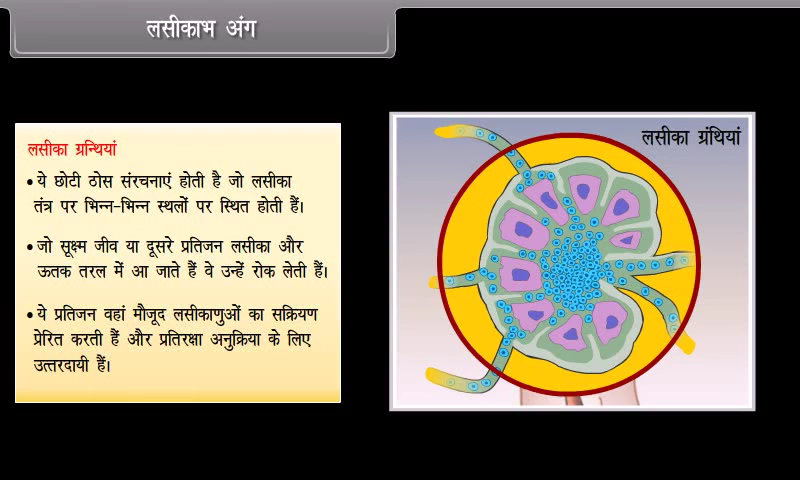 लसीकाभ अंग
लसीका ग्रन्थियां
• ये छोटी ठोस संरचनाएं होती है जो लसीका
तंत्र पर भिन्न-भिन्न स्थलों पर स्थित होती हैं।
• जो सूक्ष्म जीव या दूसरे प्रतिजन लसीका और
ऊतक तरल में आ जाते हैं वे उन्हें रोक लेती हैं।
• ये प्रतिजन वहां मौजूद लसीकाणुओं का सक्रियण
प्रेरित करती हैं और प्रतिरक्षा अनुक्रिया के लिए
उत्तरदायी हैं।
लसीका ग्रंथियां